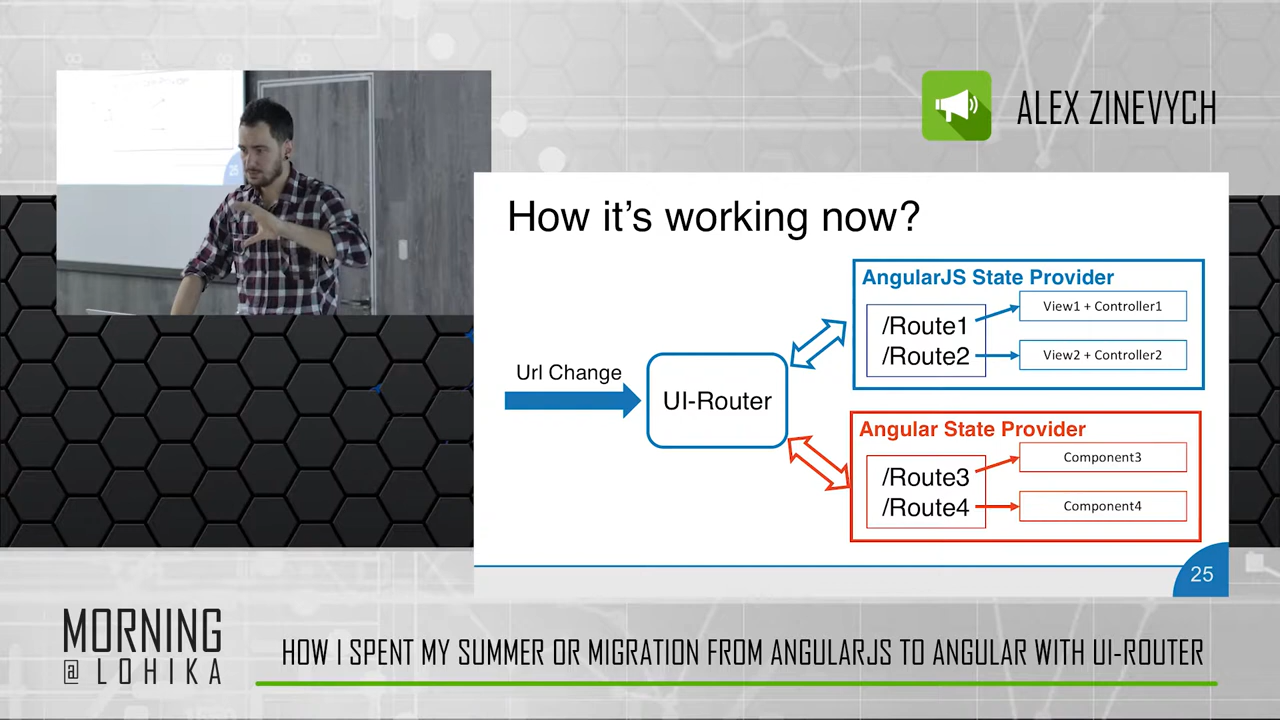 ALEX ZINEVYCH
25
How it's working now?
Url Change
UI-Router
AngularJS State Provider
/Route1
/Route2
View1 + Controller1
View2 + Controller2
Angular State Provider
/Route3
/Route4
Component3
Component4
25
MORNING
@ LOHIKA
HOW I SPENT MY SUMMER OR MIGRATION FROM ANGULARJS TO ANGULAR WITH UI-ROUTER